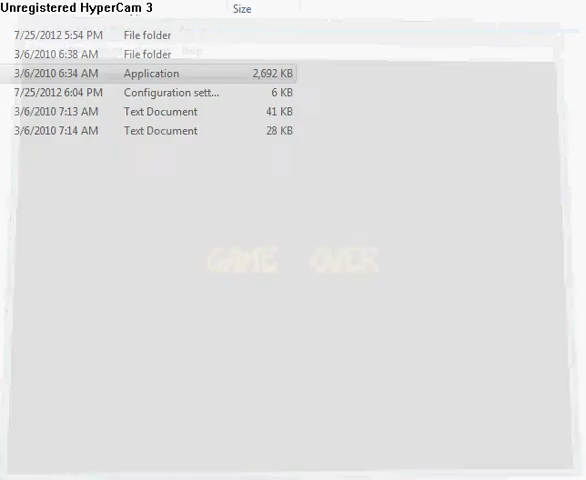 Unregistered HyperCam 3
Size
7/25/2012 5:54 PM File folder
3/6/2010 6:38 AM File folder
3/6/2010 6:34 AM Application 2,692 KB
7/25/2012 6:04 PM Configuration sett... 6 KB
3/6/2010 7:13 AM Text Document 41 KB
3/6/2010 7:14 AM Text Document 28 KB
GAME OVER